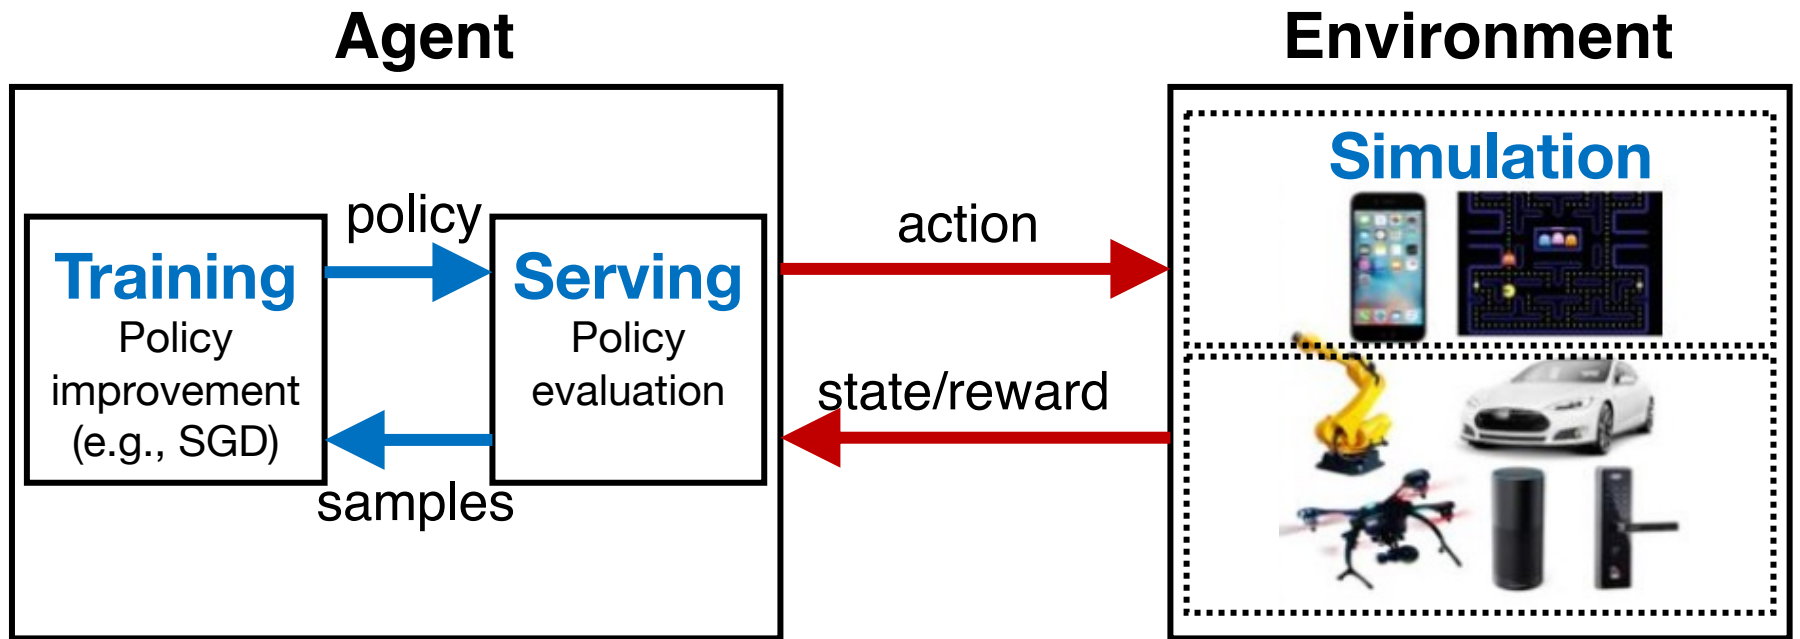 Agent
Environment
policy
Training
Policy
improvement
(e.g., SGD)
Serving
Policy
evaluation
samples
action
state/reward
Simulation